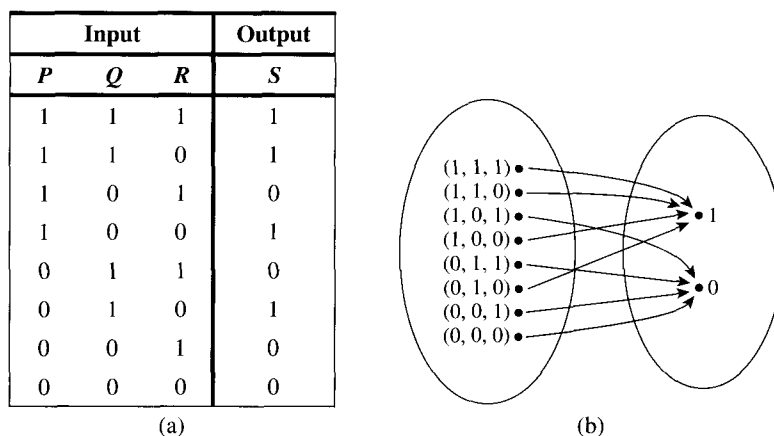 Input Output
P Q R S
1 1 1 1
1 1 0 1
1 0 1 0
1 0 0 1
0 1 1 0
0 1 0 1
0 0 1 0
0 0 0 0
(a)
(1, 1, 1)
(1, 1, 0)
(1, 0, 1)
(1, 0, 0)
(0, 1, 1)
(0, 1, 0)
(0, 0, 1)
(0, 0, 0)
1
0
(b)